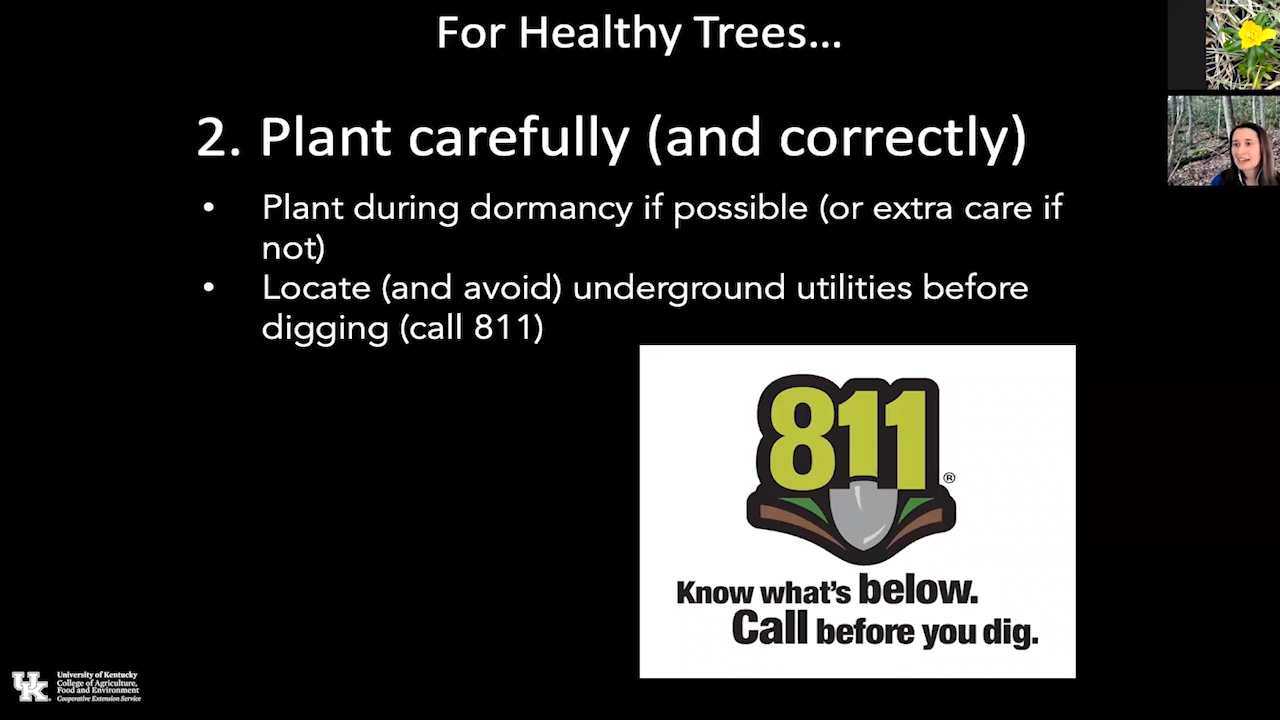 For Healthy Trees...
2. Plant carefully (and correctly)
• Plant during dormancy if possible (or extra care if
not)
• Locate (and avoid) underground utilities before
digging (call 811)
811®
Know what's below.
Call before you dig.
UK
University of Kentucky
College of Agriculture,
Food and Environment
Cooperative Extension Service